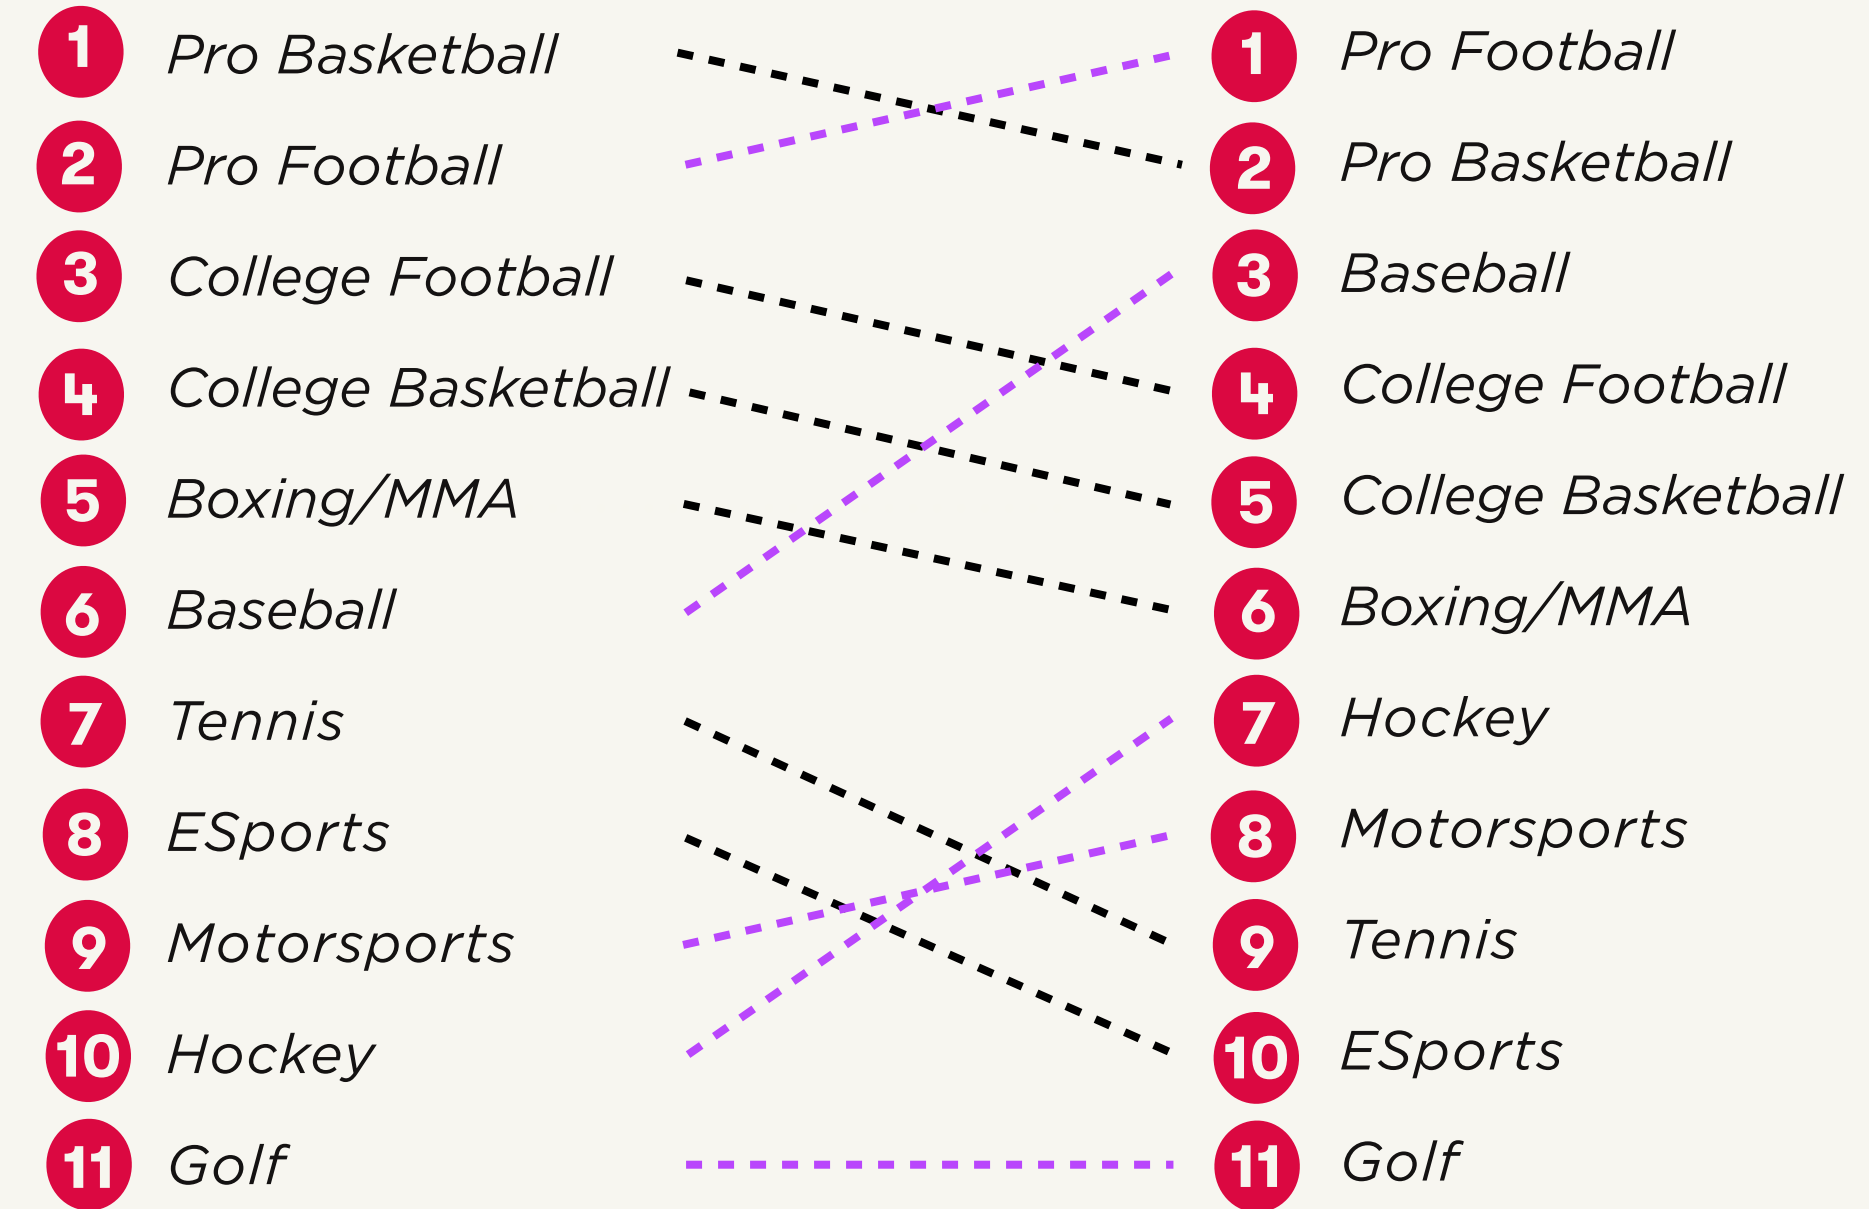 1 Pro Basketball
2 Pro Football
3 College Football
4 College Basketball
5 Boxing/MMA
6 Baseball
7 Tennis
8 ESports
9 Motorsports
10 Hockey
11 Golf
1 Pro Football
2 Pro Basketball
3 Baseball
4 College Football
5 College Basketball
6 Boxing/MMA
7 Hockey
8 Motorsports
9 Tennis
10 ESports
11 Golf